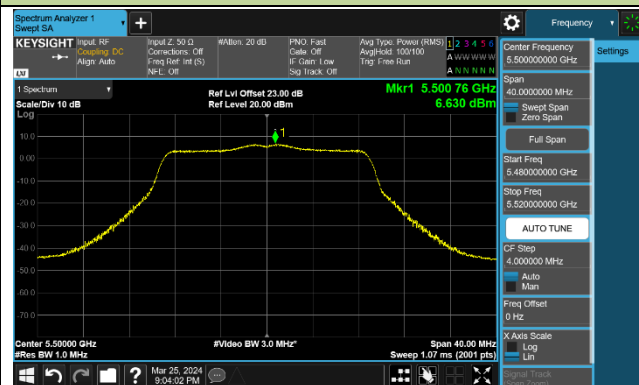 Spectrum Analyzer 1
Swept SA
Frequency
KEYSIGHT
Input: RF
Coupling: DC
Align: Auto
Input Z: 50 Ω
Corrections: Off
Freq Ref: Int (S)
NFE: Off
#Atten: 20 dB
PNO: Fast
Gate: Off
IF Gain: Low
Sig Track: Off
Avg Type: Power (RMS)
Avg|Hold: 100/100
Trig: Free Run
1 2 3 4 5 6
A W W W W W
A N N N N N
LXI
1 Spectrum
Scale/Div 10 dB
Log
Ref Lvl Offset 23.00 dB
Ref Level 20.00 dBm
Mkr1 5.500 76 GHz
6.630 dBm
1
10.0
0.00
-10.0
-20.0
-30.0
-40.0
-50.0
-60.0
-70.0
Center 5.50000 GHz
#Res BW 1.0 MHz
#Video BW 3.0 MHz*
Span 40.00 MHz
Sweep 1.07 ms (2001 pts)
Mar 25, 2024
9:04:02 PM
Center Frequency
5.500000000 GHz
Settings
Span
40.0000000 MHz
Swept Span
Zero Span
Full Span
Start Freq
5.480000000 GHz
Stop Freq
5.520000000 GHz
AUTO TUNE
CF Step
4.000000 MHz
Auto
Man
Freq Offset
0 Hz
X Axis Scale
Log
Lin
Signal Track
(Span Zoom)